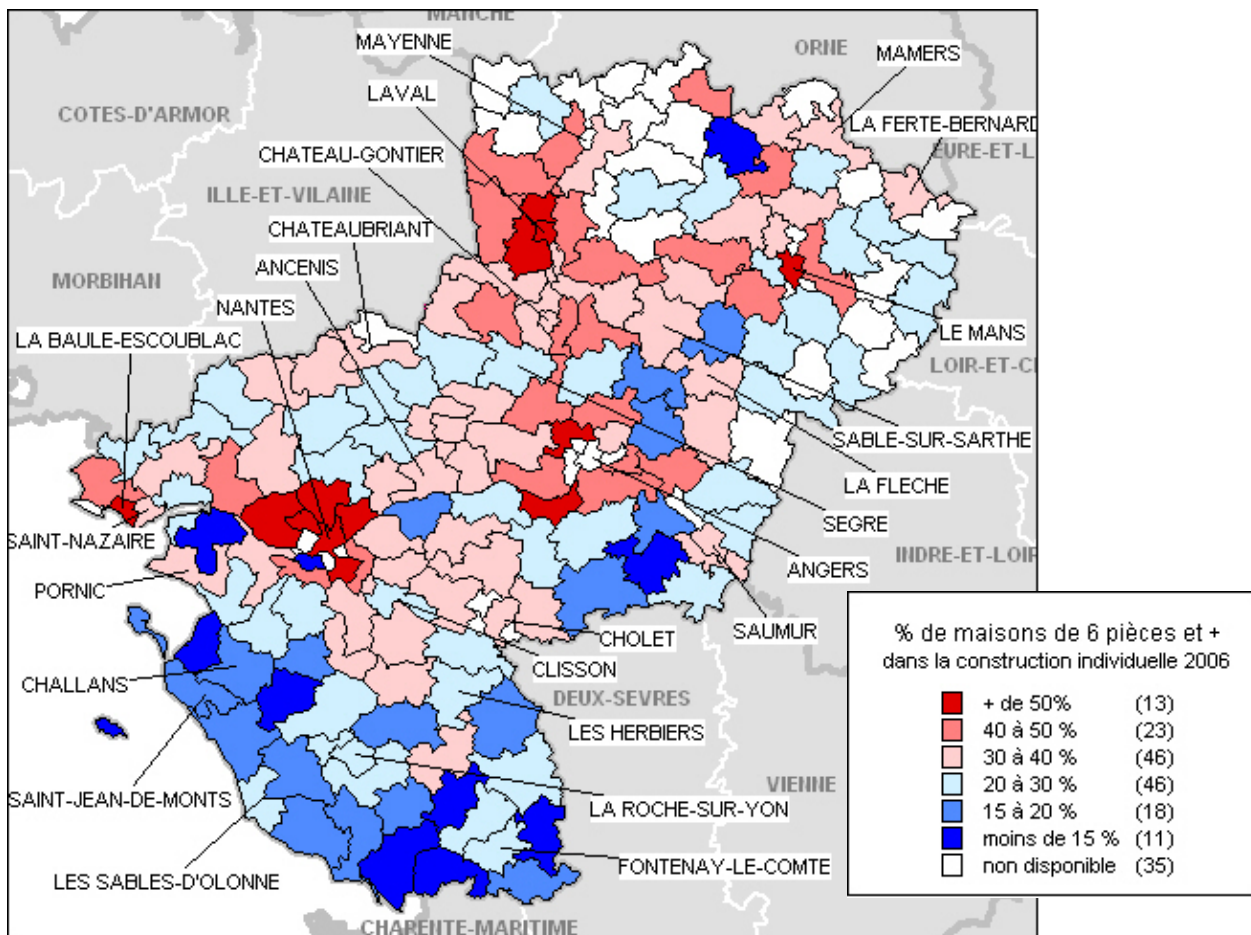 MANCHE
MAYENNE
ORNE
MAMERS
LAVAL
COTES-D'ARMOR
LA FERTE-BERNARD
CHATEAU-GONTIER
EURE-ET-L
ILLE-ET-VILAINE
CHATEAUBRIANT
ANCENIS
MORBIHAN
NANTES
LA BAULE-ESCOUBLAC
LE MANS
LOIR-ET-C
SABLE-SUR-SARTHE
LA FLECHE
SEGRE
SAINT-NAZAIRE
INDRE-ET-LOIR
ANGERS
PORNIC
SAUMUR
CHOLET
CLISSON
CHALLANS
DEUX-SEVRES
LES HERBIERS
VIENNE
SAINT-JEAN-DE-MONTS
LA ROCHE-SUR-YON
FONTENAY-LE-COMTE
LES SABLES-D'OLONNE
CHARENTE-MARITIME
% de maisons de 6 pièces et +
dans la construction individuelle 2006
+ de 50% (13)
40 à 50 % (23)
30 à 40 % (46)
20 à 30 % (46)
15 à 20 % (18)
moins de 15 % (11)
non disponible (35)